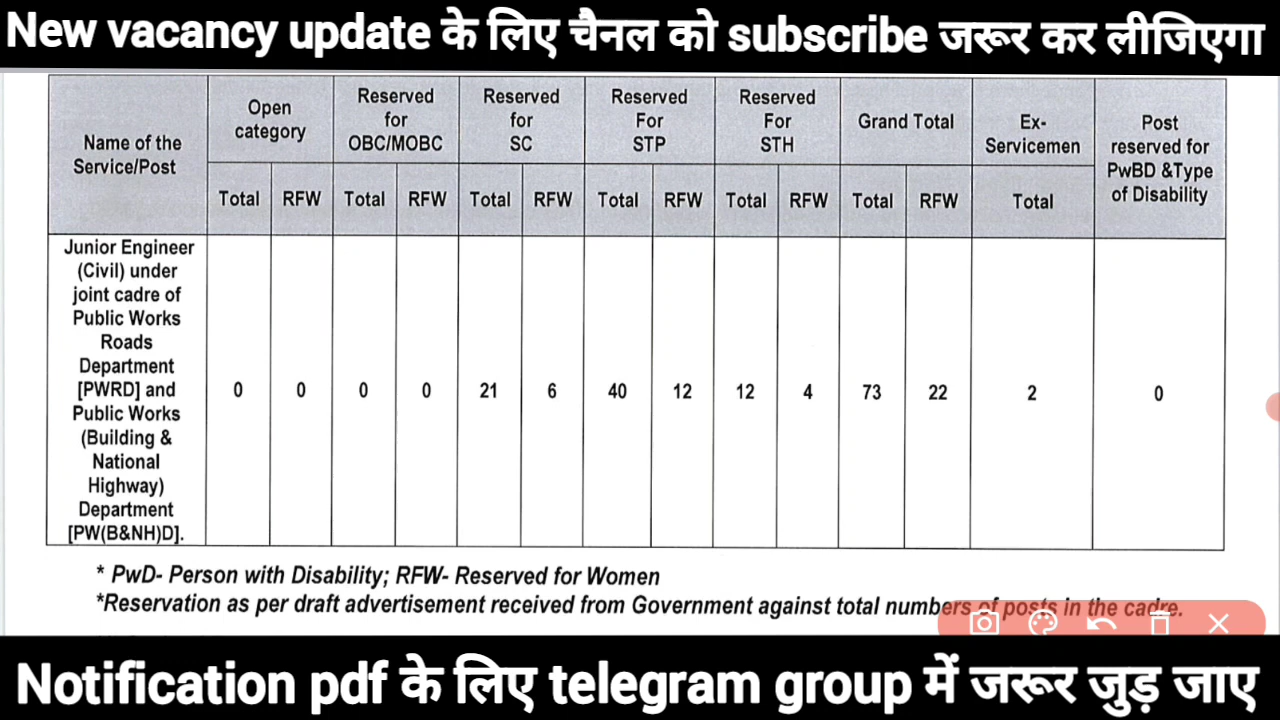 New vacancy update के लिए चैनल को subscribe जरूर कर लीजिएगा
Name of the
Service/Post
Open
category
Reserved
for
OBC/MOBC
Reserved
for
SC
Reserved
For
STP
Reserved
For
STH
Grand Total
Ex-
Servicemen
Post
reserved for
PwBD &Type
of Disability
Total RFW Total RFW Total RFW Total RFW Total RFW Total RFW Total
Junior Engineer
(Civil) under
joint cadre of
Public Works
Roads
Department
[PWRD] and
Public Works
(Building &
National
Highway)
Department
[PW(B&NH)D].
0 0 0 0 21 6 40 12 12 4 73 22 2 0
* PwD- Person with Disability; RFW- Reserved for Women
*Reservation as per draft advertisement received from Government against total numbers of posts in the cadre.
Notification pdf के लिए telegram group में जरूर जुड़ जाए